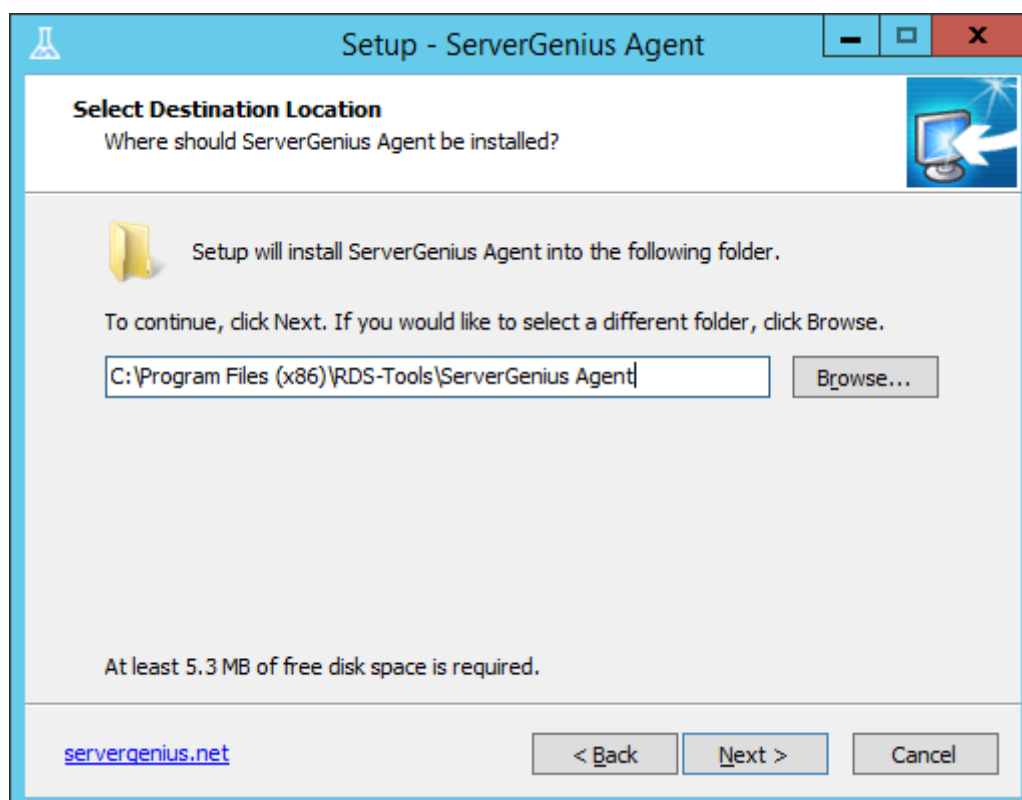 Setup - ServerGenius Agent
Select Destination Location
Where should ServerGenius Agent be installed?
Setup will install ServerGenius Agent into the following folder.
To continue, click Next. If you would like to select a different folder, click Browse.
C:\Program Files (x86)\RDS-Tools\ServerGenius Agent
Browse...
At least 5.3 MB of free disk space is required.
servergenius.net
< Back
Next >
Cancel